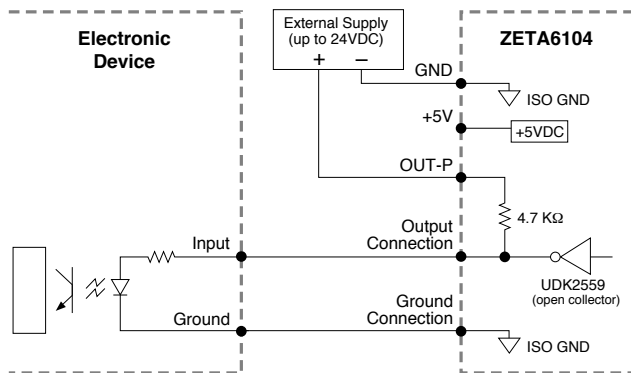 Electronic
Device
External Supply
(up to 24VDC)
+ –
ZETA6104
GND
ISO GND
+5V
+5VDC
OUT-P
4.7 KΩ
Input
Output
Connection
UDK2559
(open collector)
Ground
Ground
Connection
ISO GND